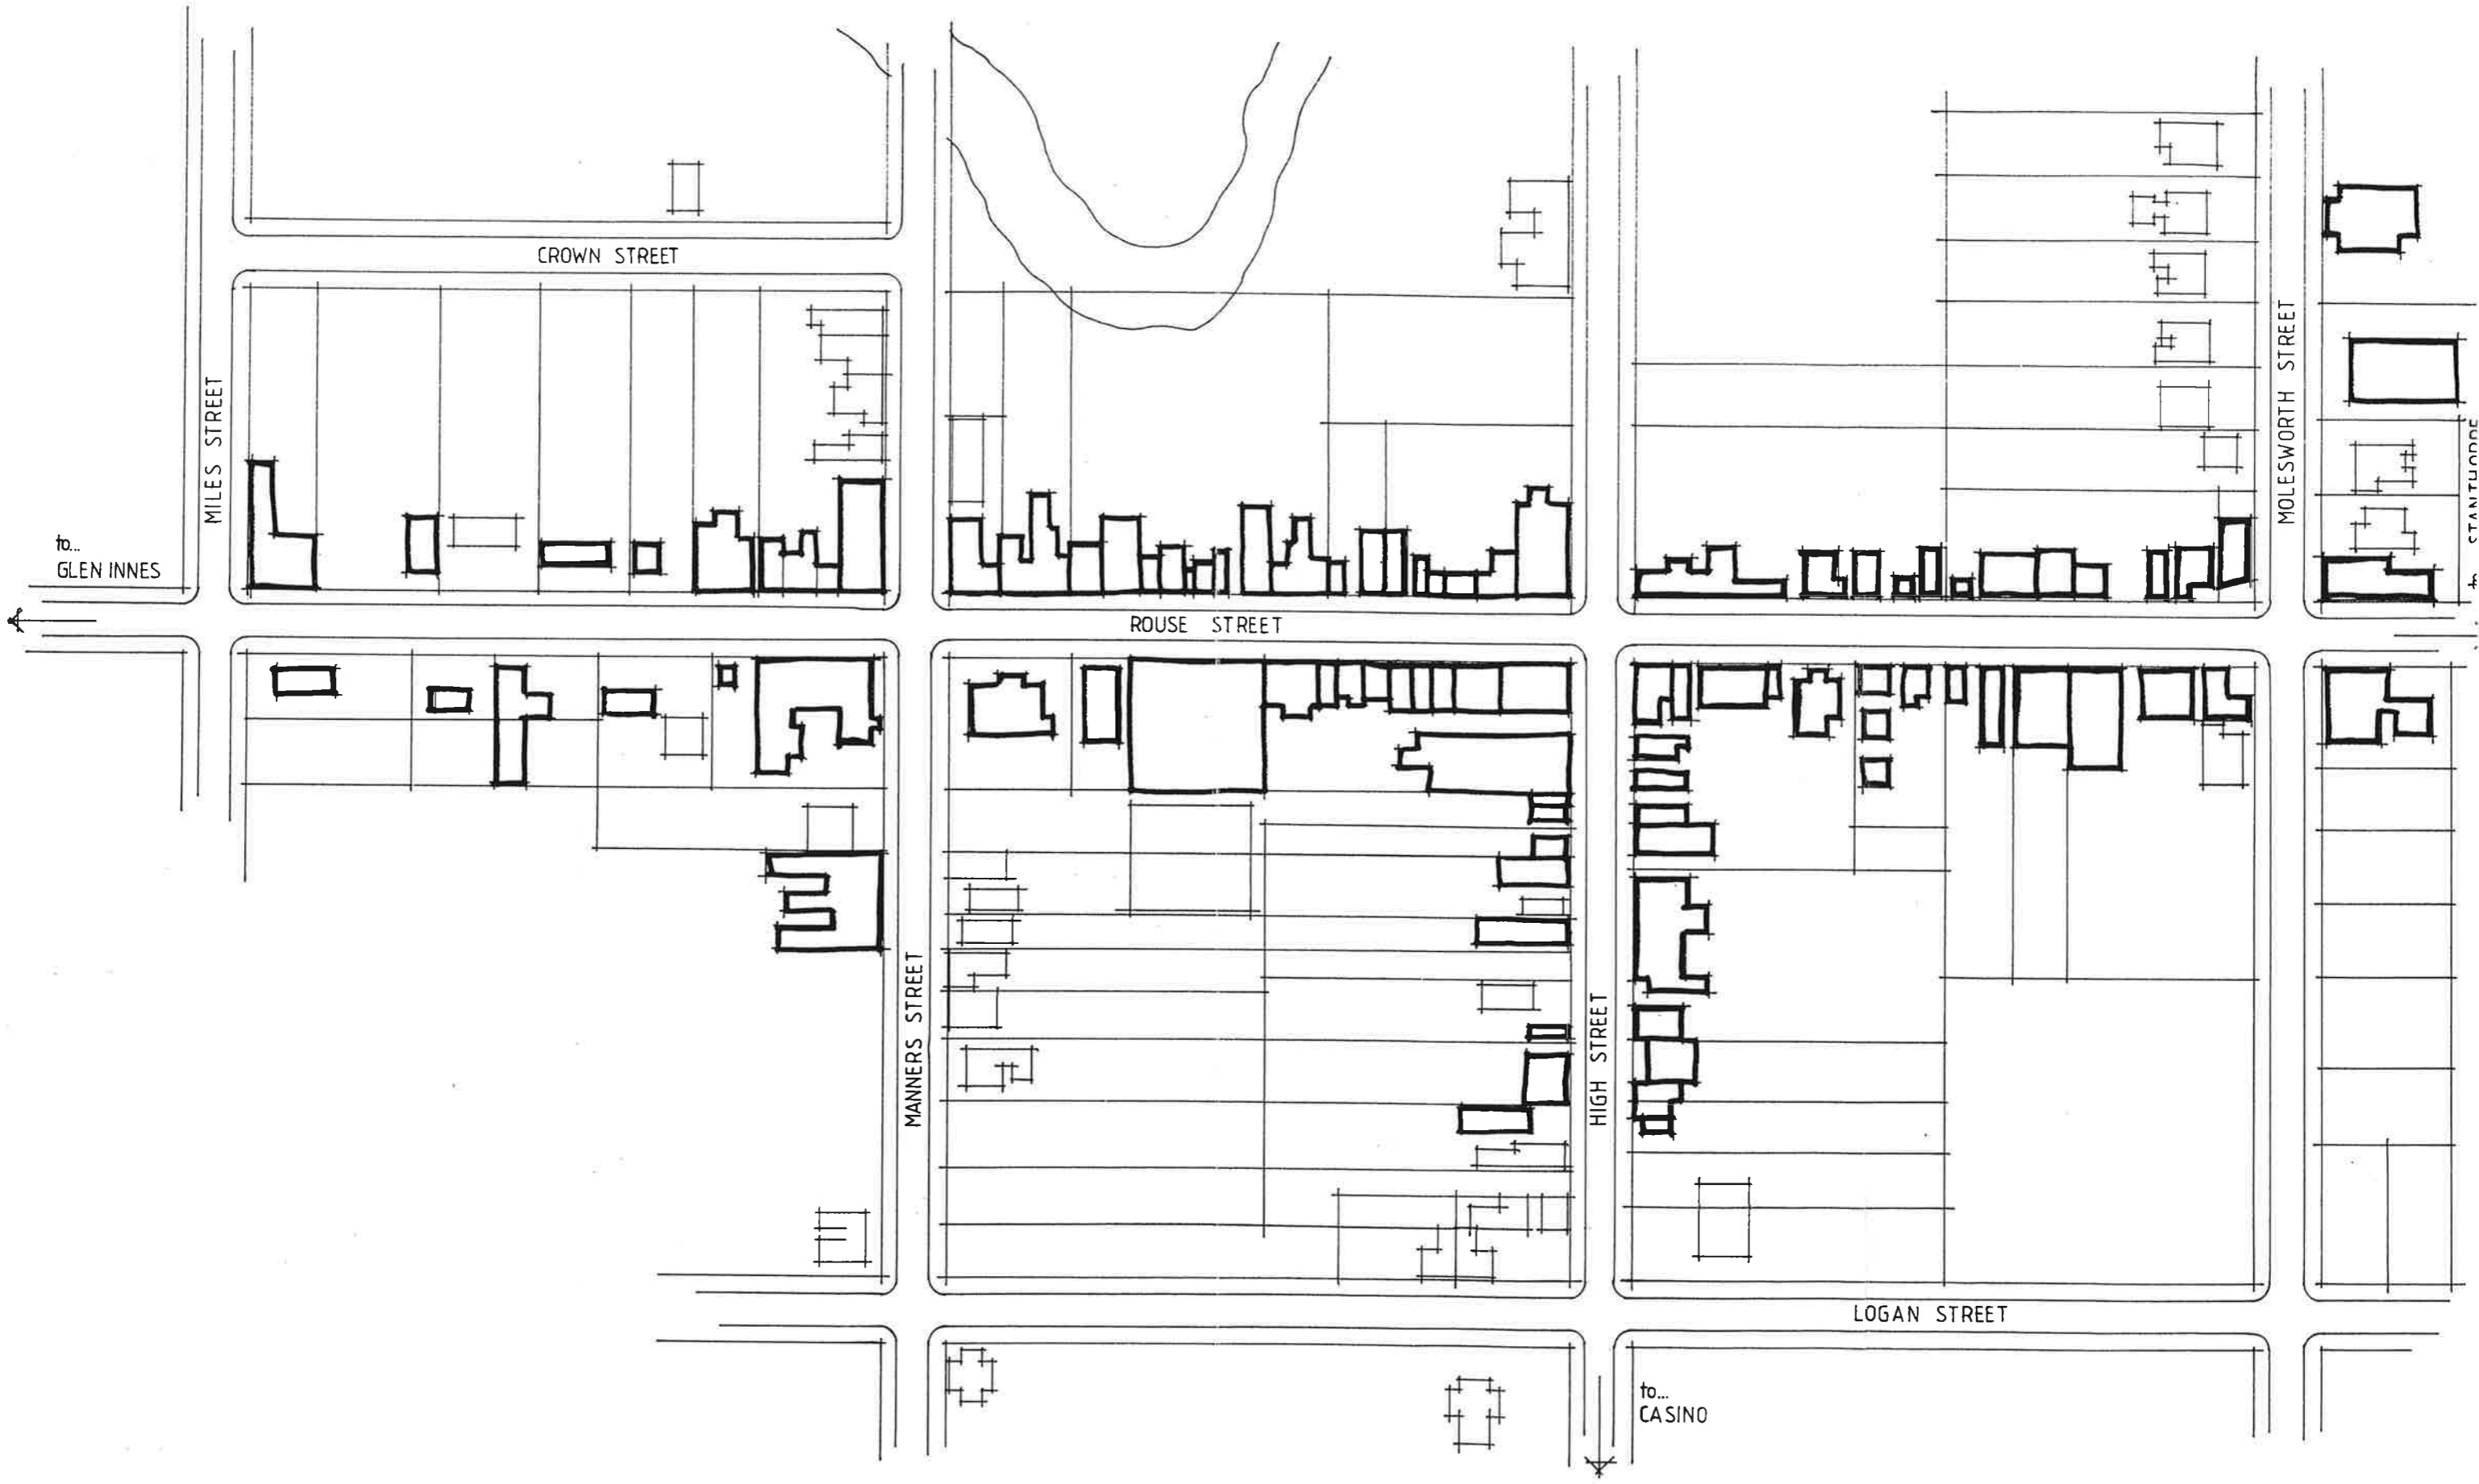 CROWN STREET
MILES STREET
MOLESWORTH STREET
to...
GLEN INNES
STANTHORPE
ROUSE STREET
MANNERS STREET
HIGH STREET
LOGAN STREET
to...
CASINO